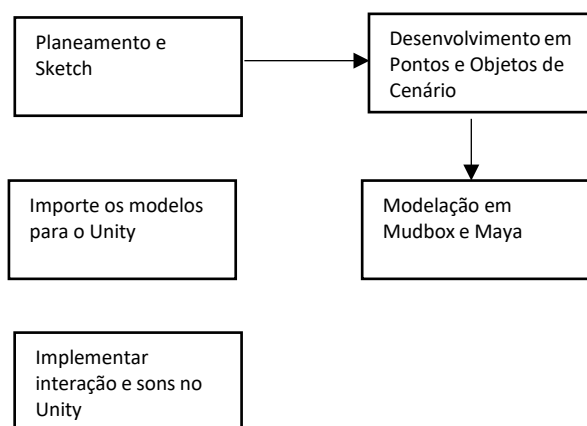 Planeamento e
Sketch
Desenvolvimento em
Pontos e Objetos de
Cenário
Importe os modelos
para o Unity
Modelação em
Mudbox e Maya
Implementar
interação e sons no
Unity